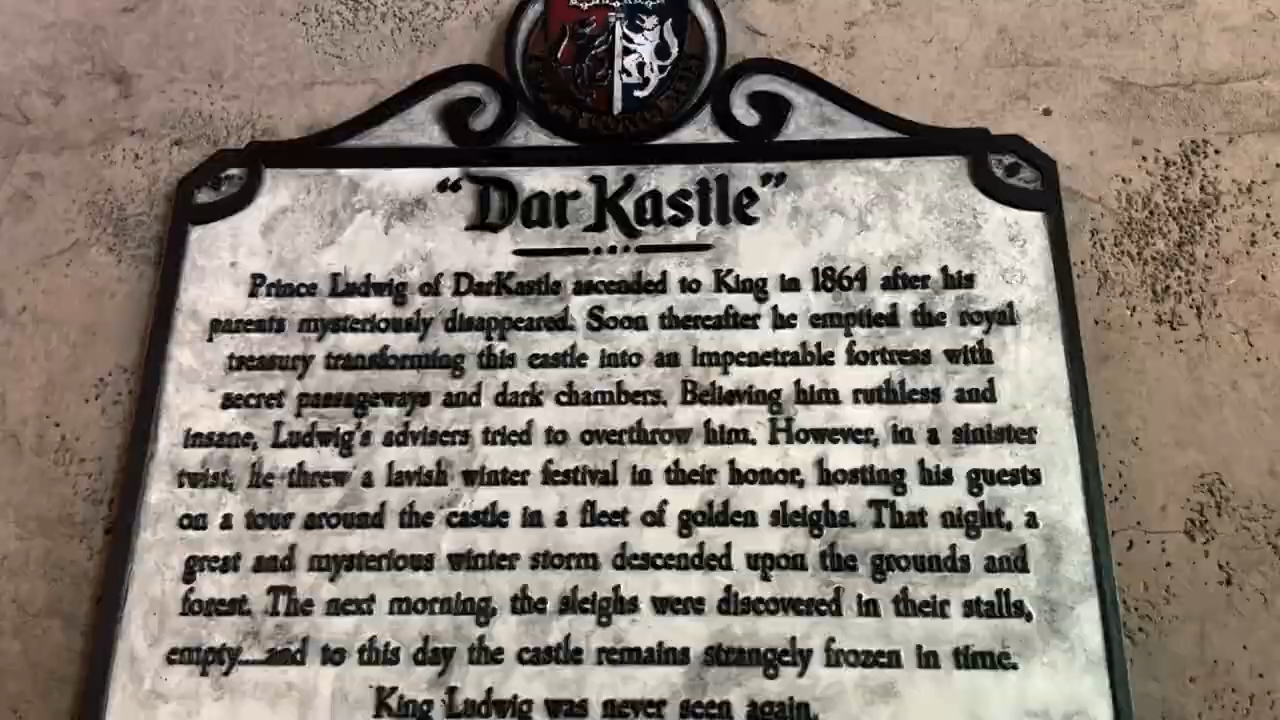 "DarKastle"
Prince Ludwig of DarKastle ascended to King in 1864 after his
parents mysteriously disappeared. Soon thereafter he emptied the royal
treasury transforming this castle into an impenetrable fortress with
secret passageways and dark chambers. Believing him ruthless and
insane, Ludwig's advisers tried to overthrow him. However, in a sinister
twist, he threw a lavish winter festival in their honor, hosting his guests
on a tour around the castle in a fleet of golden sleighs. That night, a
great and mysterious winter storm descended upon the grounds and
forest. The next morning, the sleighs were discovered in their stalls,
empty...and to this day the castle remains strangely frozen in time.
King Ludwig was never seen again.